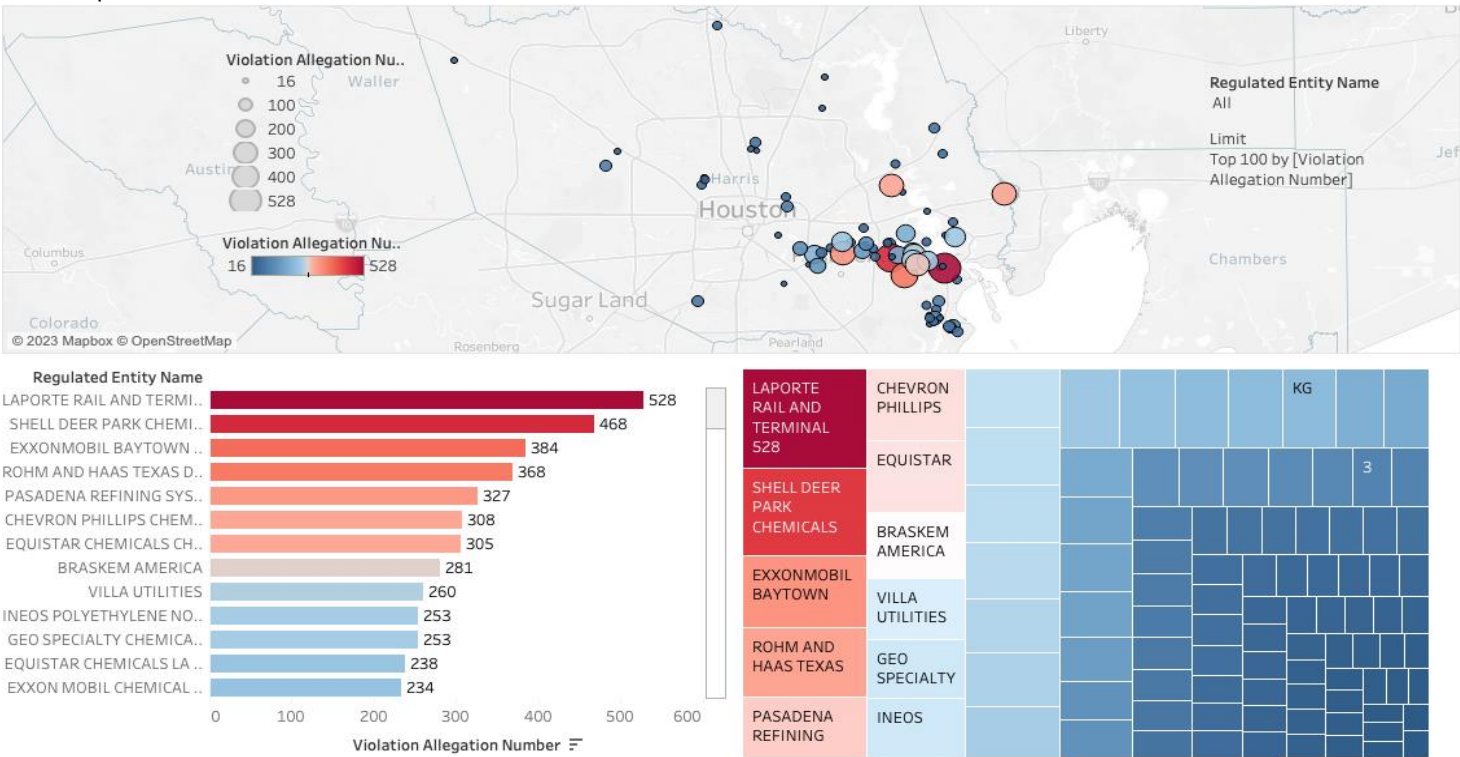 Violation Allegation Nu..
16
100
200
300
400
528
Violation Allegation Nu..
16
528
Waller
Austin
Columbus
Colorado
Harris
Houston
Sugar Land
Rosenberg
Pearland
Liberty
Chambers
Jef
10
Regulated Entity Name
All
Limit
Top 100 by [Violation
Allegation Number]
© 2023 Mapbox © OpenStreetMap
Regulated Entity Name
LAPORTE RAIL AND TERMI.. 528
SHELL DEER PARK CHEMI.. 468
EXXONMOBIL BAYTOWN .. 384
ROHM AND HAAS TEXAS D.. 368
PASADENA REFINING SYS.. 327
CHEVRON PHILLIPS CHEM.. 308
EQUISTAR CHEMICALS CH.. 305
BRASKEM AMERICA 281
VILLA UTILITIES 260
INEOS POLYETHYLENE NO.. 253
GEO SPECIALTY CHEMICA.. 253
EQUISTAR CHEMICALS LA .. 238
EXXON MOBIL CHEMICAL .. 234
0 100 200 300 400 500 600
Violation Allegation Number
LAPORTE
RAIL AND
TERMINAL
528
SHELL DEER
PARK
CHEMICALS
EXXONMOBIL
BAYTOWN
ROHM AND
HAAS TEXAS
PASADENA
REFINING
CHEVRON
PHILLIPS
EQUISTAR
BRASKEM
AMERICA
VILLA
UTILITIES
GEO
SPECIALTY
INEOS
KG
3